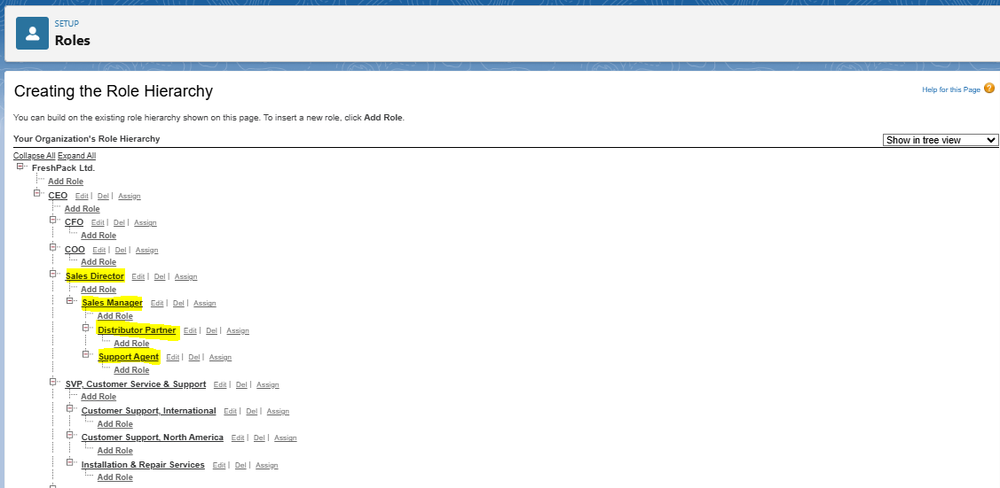 SETUP
Roles
Creating the Role Hierarchy
Help for this Page ?
You can build on the existing role hierarchy shown on this page. To insert a new role, click Add Role.
Your Organization's Role Hierarchy
Show in tree view
Collapse All Expand All
FreshPack Ltd.
Add Role
CEO Edit | Del | Assign
Add Role
CFO Edit | Del | Assign
Add Role
COO Edit | Del | Assign
Add Role
Sales Director Edit | Del | Assign
Add Role
Sales Manager Edit | Del | Assign
Add Role
Distributor Partner Edit | Del | Assign
Add Role
Support Agent Edit | Del | Assign
Add Role
SVP, Customer Service & Support Edit | Del | Assign
Add Role
Customer Support, International Edit | Del | Assign
Add Role
Customer Support, North America Edit | Del | Assign
Add Role
Installation & Repair Services Edit | Del | Assign
Add Role